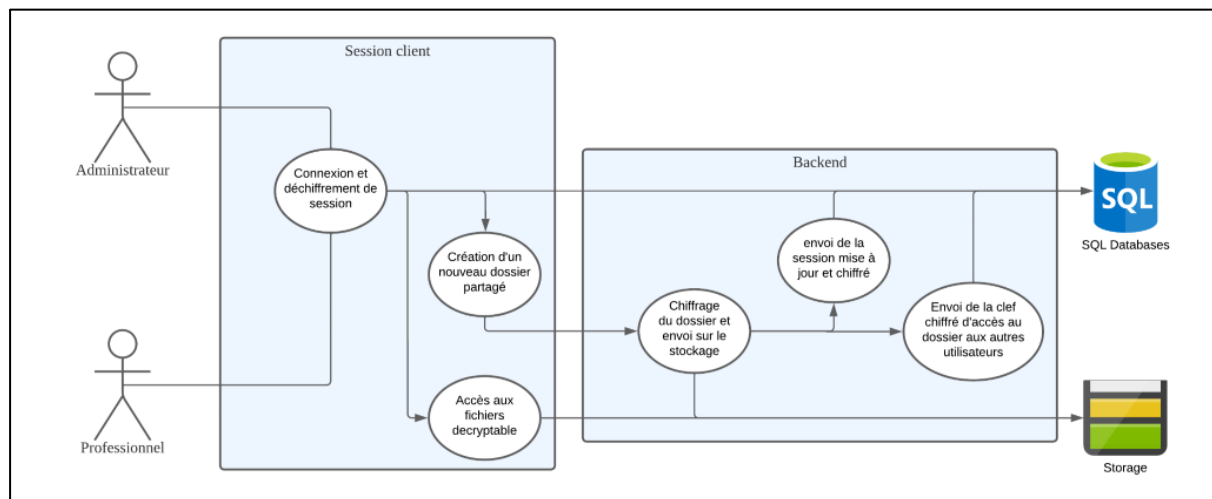 Session client
Administrateur
Connexion et
déchiffrement de
session
Backend
SQL
SQL Databases
Création d'un
nouveau dossier
partagé
envoi de la
session mise à
jour et chiffré
Chiffrage
du dossier et
envoi sur le
stockage
Envoi de la clef
chiffré d'accès au
dossier aux autres
utilisateurs
Professionnel
Accès aux
fichiers
decryptable
Storage